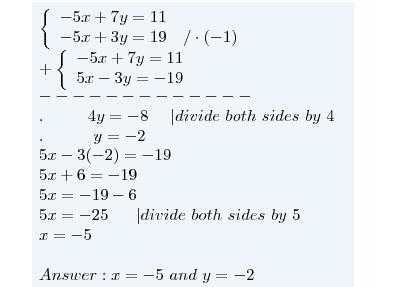 −5x + 7y = 11
−5x + 3y = 19 / · (−1)
+ { −5x + 7y = 11
5x − 3y = −19
− − − − − − − − − − − − −
. 4y = −8 |divide both sides by 4
. y = −2
5x − 3(−2) = −19
5x + 6 = −19
5x = −19 − 6
5x = −25 |divide both sides by 5
x = −5
Answer : x = −5 and y = −2